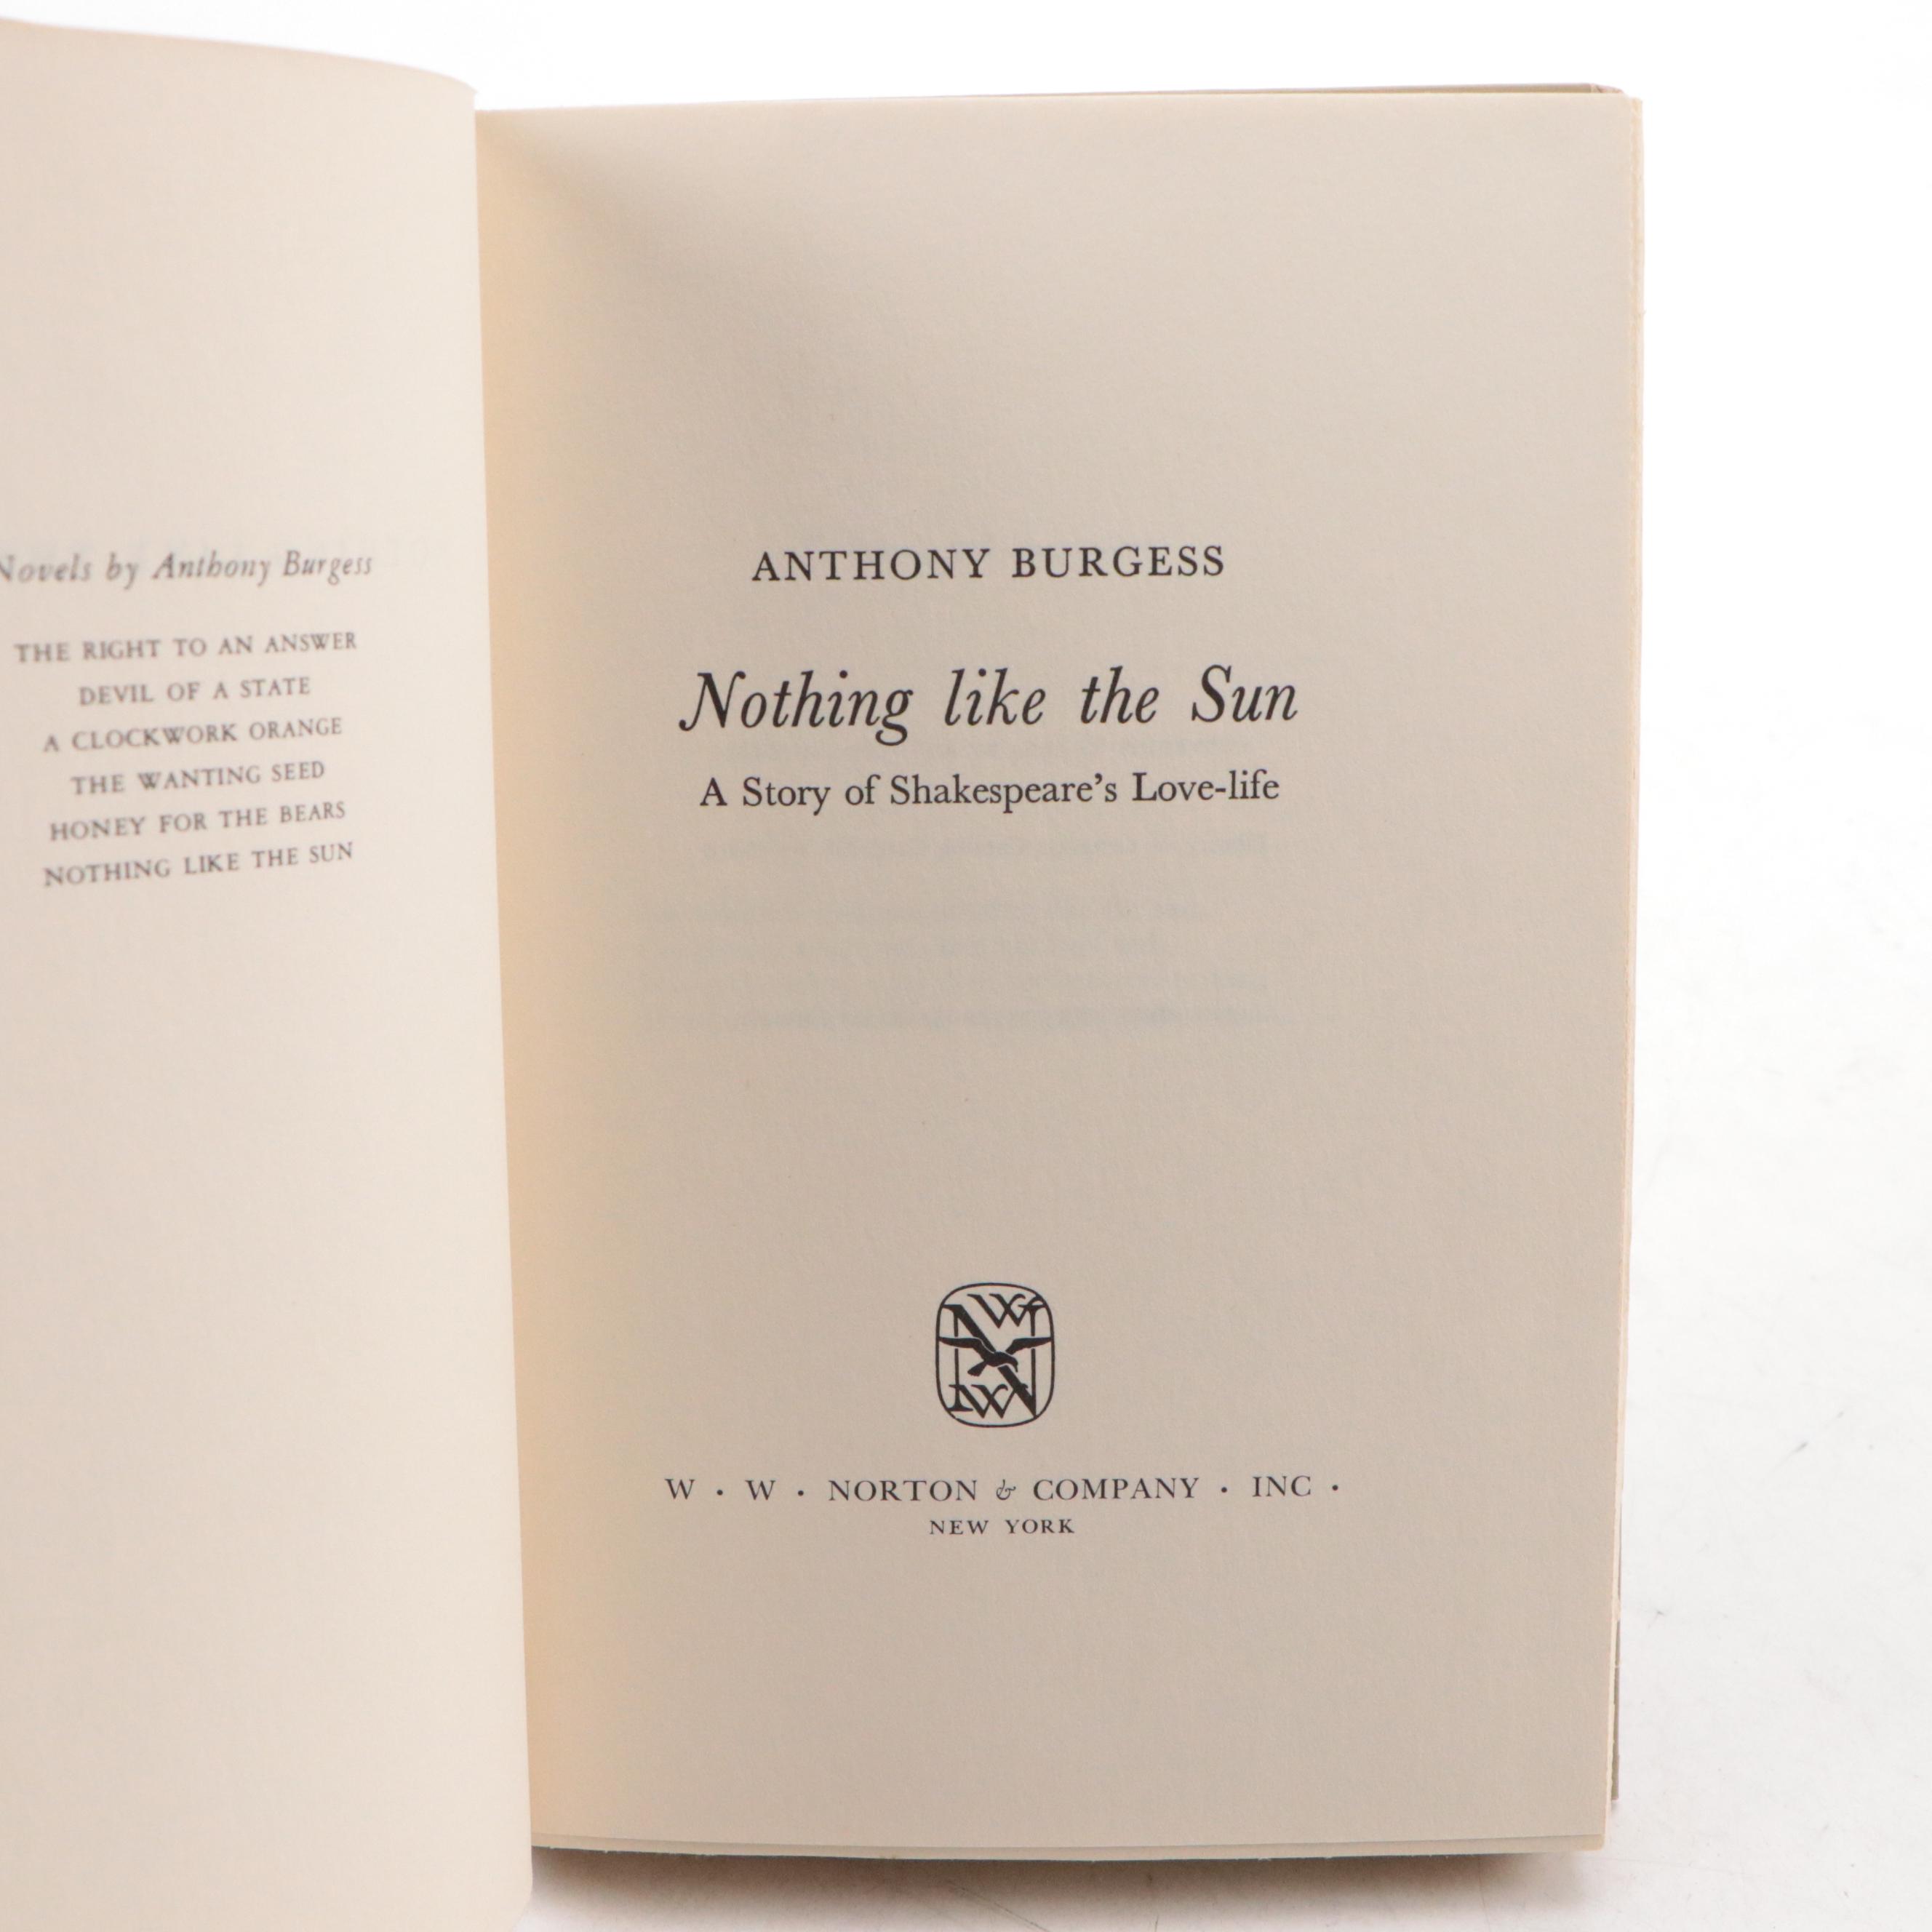 Novels by Anthony Burgess
THE RIGHT TO AN ANSWER
DEVIL OF A STATE
A CLOCKWORK ORANGE
THE WANTING SEED
HONEY FOR THE BEARS
NOTHING LIKE THE SUN
ANTHONY BURGESS
Nothing like the Sun
A Story of Shakespeare's Love-life
W · W · NORTON & COMPANY · INC ·
NEW YORK